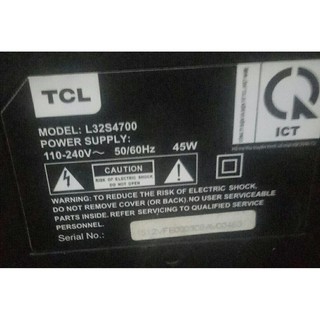 TCL
MODEL: L32S4700
POWER SUPPLY:
110-240V～ 50/60Hz 45W
ICT
CAUTION
RISK OF ELECTRIC SHOCK
DO NOT OPEN
WARNING: TO REDUCE THE RISK OF ELECTRIC SHOCK,
DO NOT REMOVE COVER (OR BACK).NO USER SERVICEABLE
PARTS INSIDE. REFER SERVICING TO QUALIFIED SERVICE
PERSONNEL.
Serial No.: